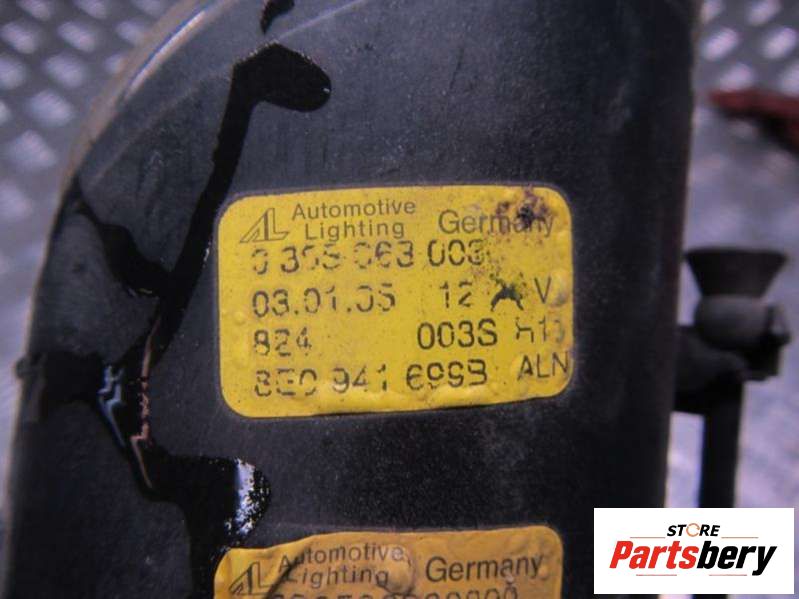 AL Automotive Lighting Germany
0 305 063 003
03.01.05 12 V
824 003S H10
8E0 941 699B ALN
AL Automotive Lighting Germany
STORE
Partsbery